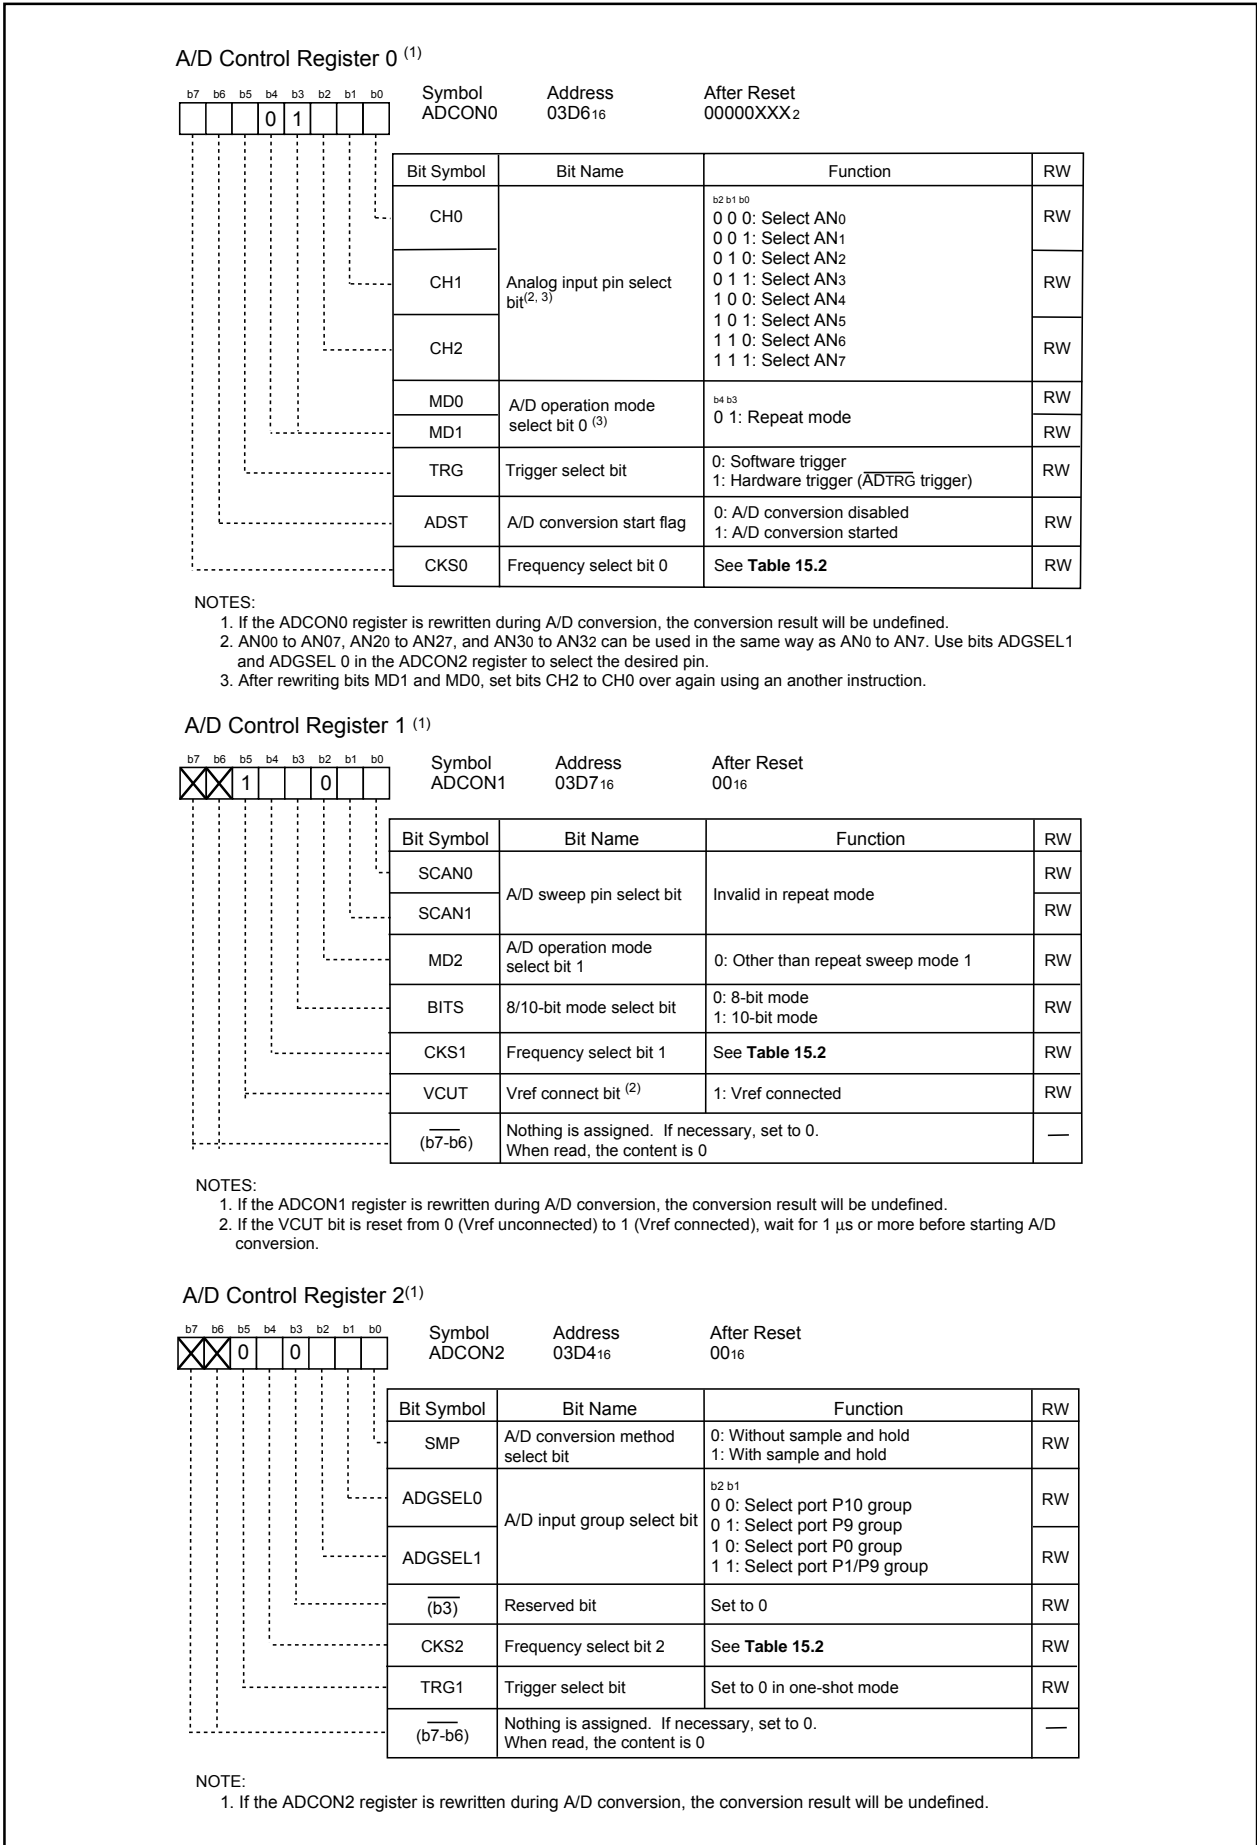 A/D Control Register 0 (1)
b7 b6 b5 b4 b3 b2 b1 b0
0 1
Symbol Address After Reset
ADCON0 03D616 00000XXX2
Bit Symbol Bit Name Function RW
CH0 RW
CH1 RW
CH2 RW
Analog input pin select
bit(2, 3)
b2 b1 b0
0 0 0: Select AN0
0 0 1: Select AN1
0 1 0: Select AN2
0 1 1: Select AN3
1 0 0: Select AN4
1 0 1: Select AN5
1 1 0: Select AN6
1 1 1: Select AN7
MD0 RW
MD1 RW
A/D operation mode
select bit 0 (3)
b4 b3
0 1: Repeat mode
TRG Trigger select bit RW
0: Software trigger
1: Hardware trigger (ADTRG trigger)
ADST A/D conversion start flag RW
0: A/D conversion disabled
1: A/D conversion started
CKS0 Frequency select bit 0 See Table 15.2 RW
NOTES:
1. If the ADCON0 register is rewritten during A/D conversion, the conversion result will be undefined.
2. AN00 to AN07, AN20 to AN27, and AN30 to AN32 can be used in the same way as AN0 to AN7. Use bits ADGSEL1
and ADGSEL 0 in the ADCON2 register to select the desired pin.
3. After rewriting bits MD1 and MD0, set bits CH2 to CH0 over again using an another instruction.
A/D Control Register 1 (1)
b7 b6 b5 b4 b3 b2 b1 b0
1 0
Symbol Address After Reset
ADCON1 03D716 0016
Bit Symbol Bit Name Function RW
SCAN0 RW
SCAN1 RW
A/D sweep pin select bit Invalid in repeat mode
MD2 RW
A/D operation mode
select bit 1
0: Other than repeat sweep mode 1
BITS 8/10-bit mode select bit RW
0: 8-bit mode
1: 10-bit mode
CKS1 Frequency select bit 1 See Table 15.2 RW
VCUT Vref connect bit (2) 1: Vref connected RW
(b7-b6) —
Nothing is assigned. If necessary, set to 0.
When read, the content is 0
NOTES:
1. If the ADCON1 register is rewritten during A/D conversion, the conversion result will be undefined.
2. If the VCUT bit is reset from 0 (Vref unconnected) to 1 (Vref connected), wait for 1 µs or more before starting A/D
conversion.
A/D Control Register 2(1)
b7 b6 b5 b4 b3 b2 b1 b0
0 0
Symbol Address After Reset
ADCON2 03D416 0016
Bit Symbol Bit Name Function RW
SMP RW
A/D conversion method
select bit
0: Without sample and hold
1: With sample and hold
ADGSEL0 RW
ADGSEL1 RW
A/D input group select bit
b2 b1
0 0: Select port P10 group
0 1: Select port P9 group
1 0: Select port P0 group
1 1: Select port P1/P9 group
(b3) Reserved bit Set to 0 RW
CKS2 Frequency select bit 2 See Table 15.2 RW
TRG1 Trigger select bit Set to 0 in one-shot mode RW
(b7-b6) —
Nothing is assigned. If necessary, set to 0.
When read, the content is 0
NOTE:
1. If the ADCON2 register is rewritten during A/D conversion, the conversion result will be undefined.